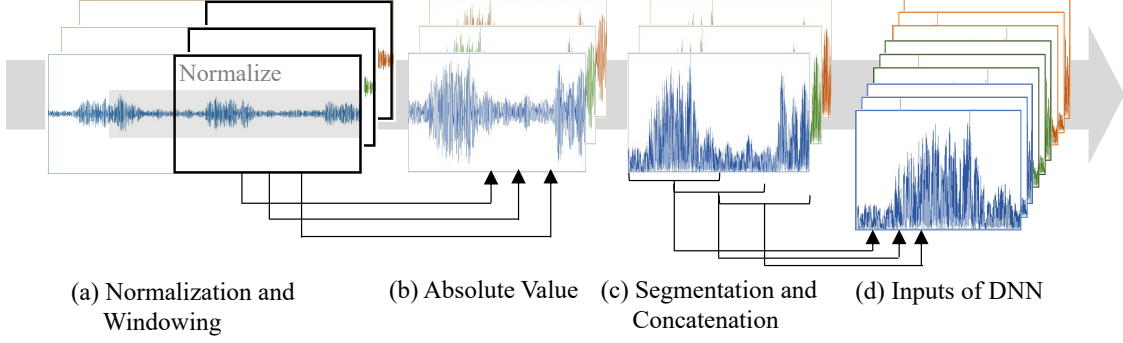 Normalize
(a) Normalization and
Windowing
(b) Absolute Value
(c) Segmentation and
Concatenation
(d) Inputs of DNN